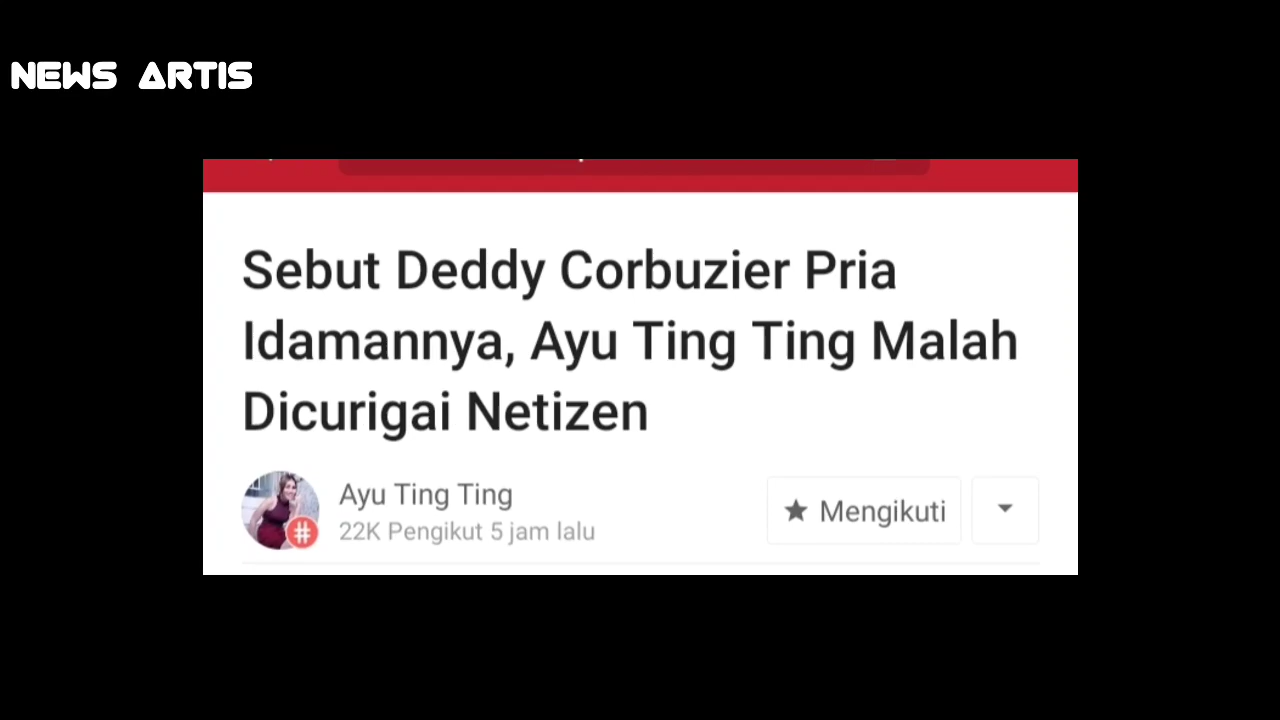 NEWS ARTIS
Sebut Deddy Corbuzier Pria
Idamannya, Ayu Ting Ting Malah
Dicurigai Netizen
Ayu Ting Ting
22K Pengikut 5 jam lalu
#
★ Mengikuti